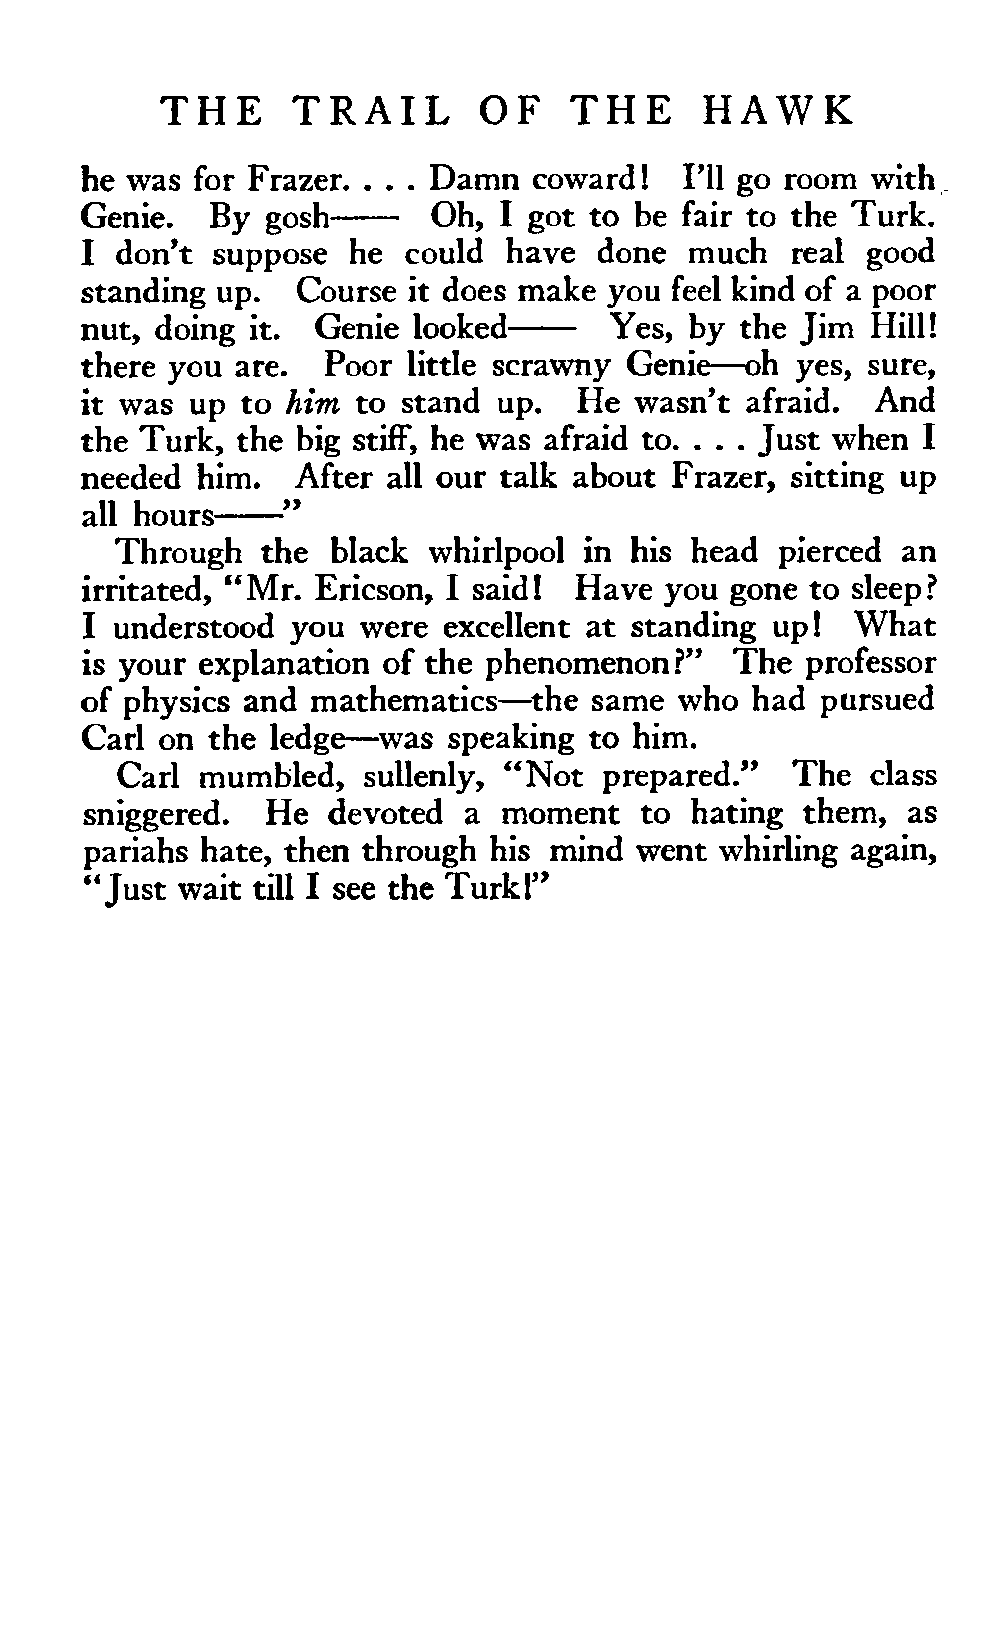 THE TRAIL OF THE HAWK
he was for Frazer. . . . Damn coward! I'll go room with
Genie. By gosh—— Oh, I got to be fair to the Turk.
I don't suppose he could have done much real good
standing up. Course it does make you feel kind of a poor
nut, doing it. Genie looked—— Yes, by the Jim Hill!
there you are. Poor little scrawny Genie—oh yes, sure,
it was up to him to stand up. He wasn't afraid. And
the Turk, the big stiff, he was afraid to. . . . Just when I
needed him. After all our talk about Frazer, sitting up
all hours——"
Through the black whirlpool in his head pierced an
irritated, "Mr. Ericson, I said! Have you gone to sleep?
I understood you were excellent at standing up! What
is your explanation of the phenomenon?" The professor
of physics and mathematics—the same who had pursued
Carl on the ledge—was speaking to him.
Carl mumbled, sullenly, "Not prepared." The class
sniggered. He devoted a moment to hating them, as
pariahs hate, then through his mind went whirling again,
"Just wait till I see the Turk!"